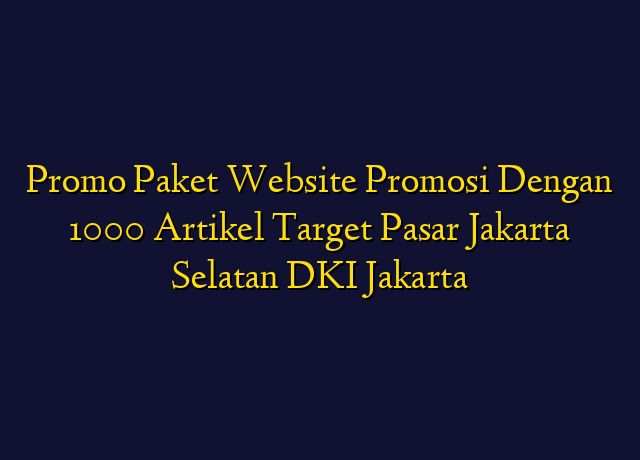 Promo Paket Website Promosi Dengan
1000 Artikel Target Pasar Jakarta
Selatan DKI Jakarta